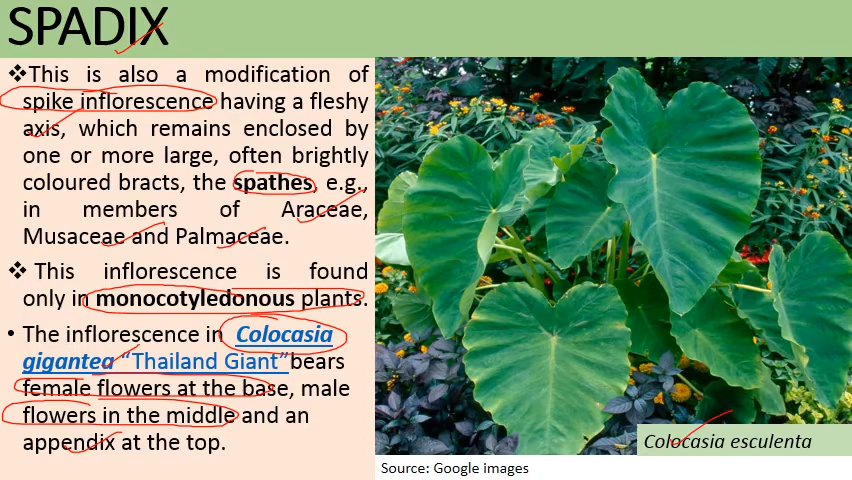 SPADIX
❖This is also a modification of
spike inflorescence having a fleshy
axis, which remains enclosed by
one or more large, often brightly
coloured bracts, the spathes, e.g.,
in members of Araceae,
Musaceae and Palmaceae.
❖ This inflorescence is found
only in monocotyledonous plants.
• The inflorescence in Colocasia
gigantea “Thailand Giant” bears
female flowers at the base, male
flowers in the middle and an
appendix at the top.
Colocasia esculenta
Source: Google images